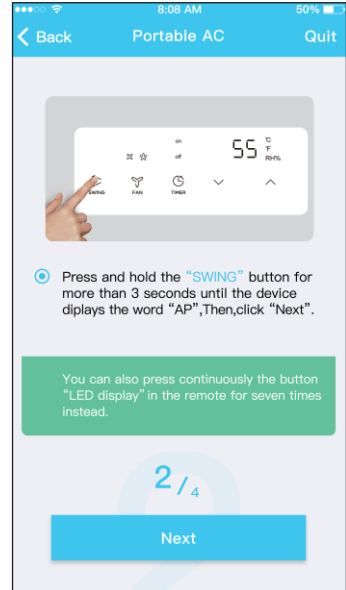 8:08 AM
50%
Back
Portable AC
Quit
on
off
55
°C
°F
RH%
SWING
FAN
TIMER
Press and hold the “SWING” button for
more than 3 seconds until the device
diplays the word “AP”,Then,click “Next”.
You can also press continuously the button
“LED display”in the remote for seven times
instead.
2/4
Next